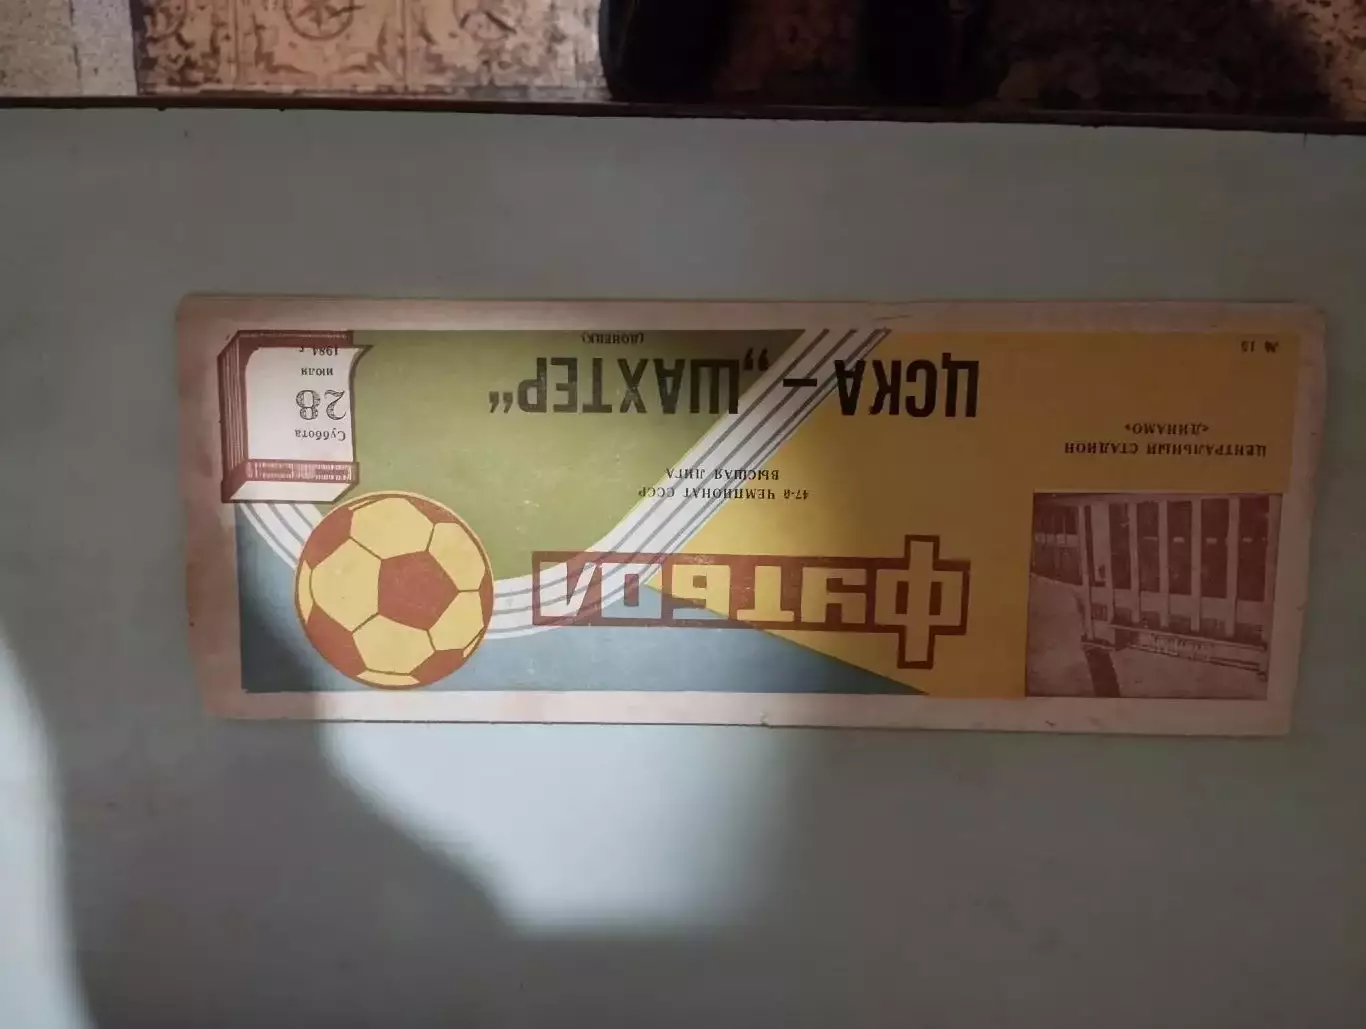 ФУТБОЛ
47-й ЧЕМПИОНАТ СССР
ВЫСШАЯ ЛИГА
ЦСКА – „ШАХТЕР“
(ДОНЕЦК)
ЦЕНТРАЛЬНЫЙ СТАДИОН
«ДИНАМО»
№ 15
Суббота
28
июля
1984 г.